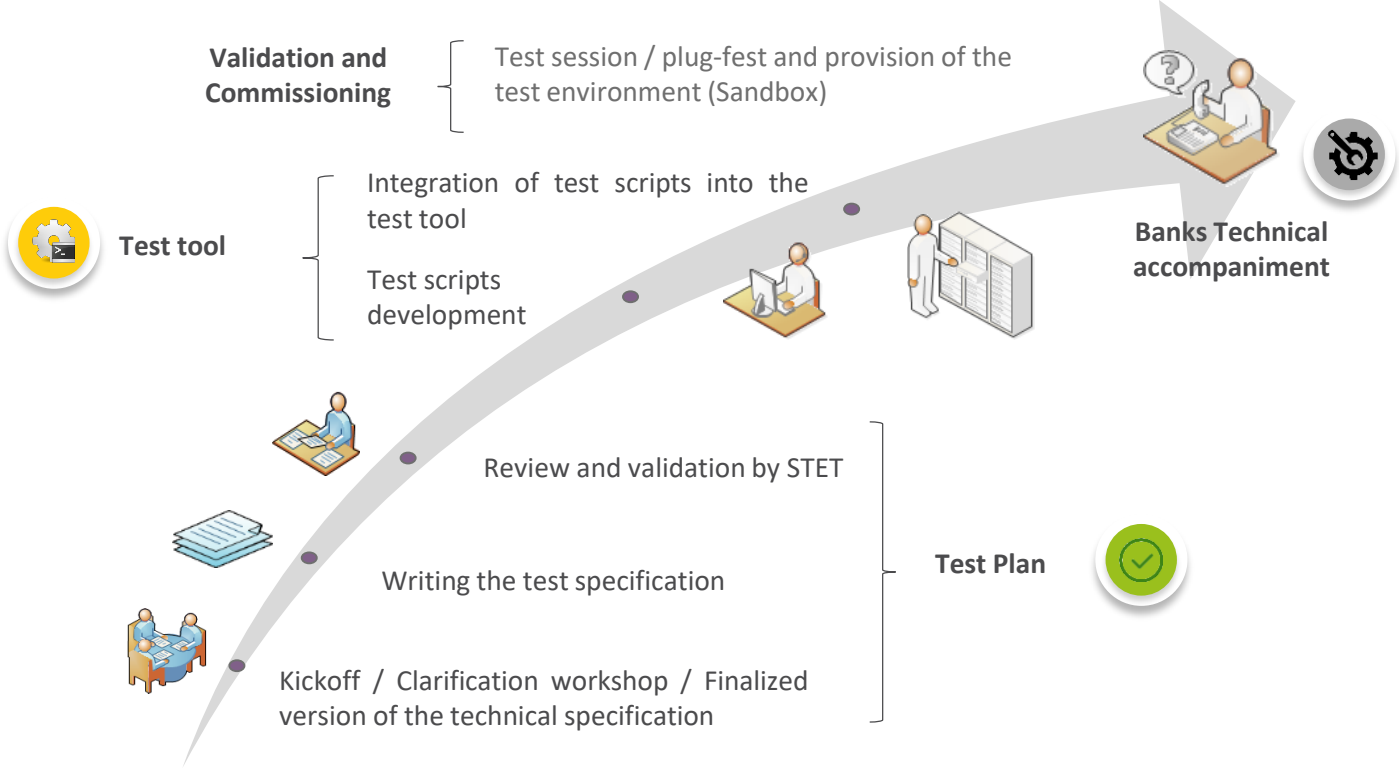 Validation and
Commissioning
Test session / plug-fest and provision of the
test environment (Sandbox)
Test tool
Integration of test scripts into the
test tool
Test scripts
development
?
Banks Technical
accompaniment
Review and validation by STET
Writing the test specification
Test Plan
Kickoff / Clarification workshop / Finalized
version of the technical specification